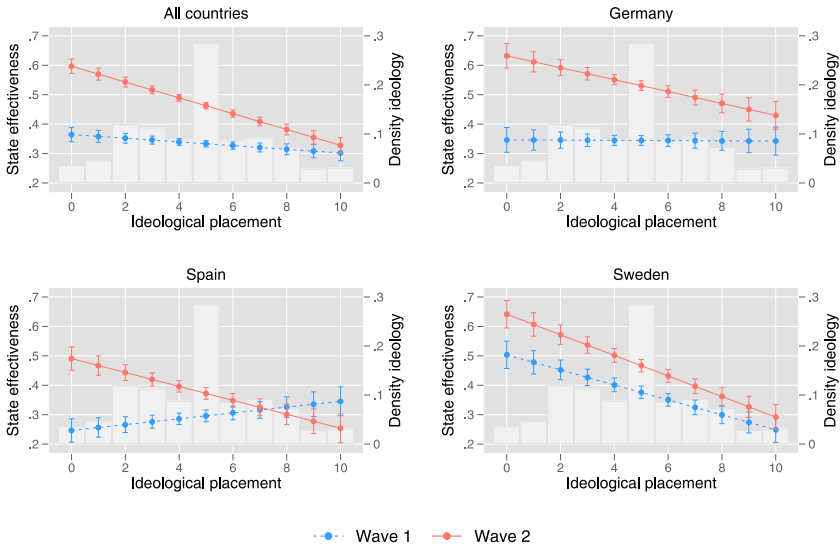 All countries
State effectiveness
.7
.6
.5
.4
.3
.2
.3
.2
.1
0
Density ideology
0 2 4 6 8 10
Ideological placement
Germany
State effectiveness
.7
.6
.5
.4
.3
.2
.3
.2
.1
0
Density ideology
0 2 4 6 8 10
Ideological placement
Spain
State effectiveness
.7
.6
.5
.4
.3
.2
.3
.2
.1
0
Density ideology
0 2 4 6 8 10
Ideological placement
Sweden
State effectiveness
.7
.6
.5
.4
.3
.2
.3
.2
.1
0
Density ideology
0 2 4 6 8 10
Ideological placement
Wave 1 Wave 2